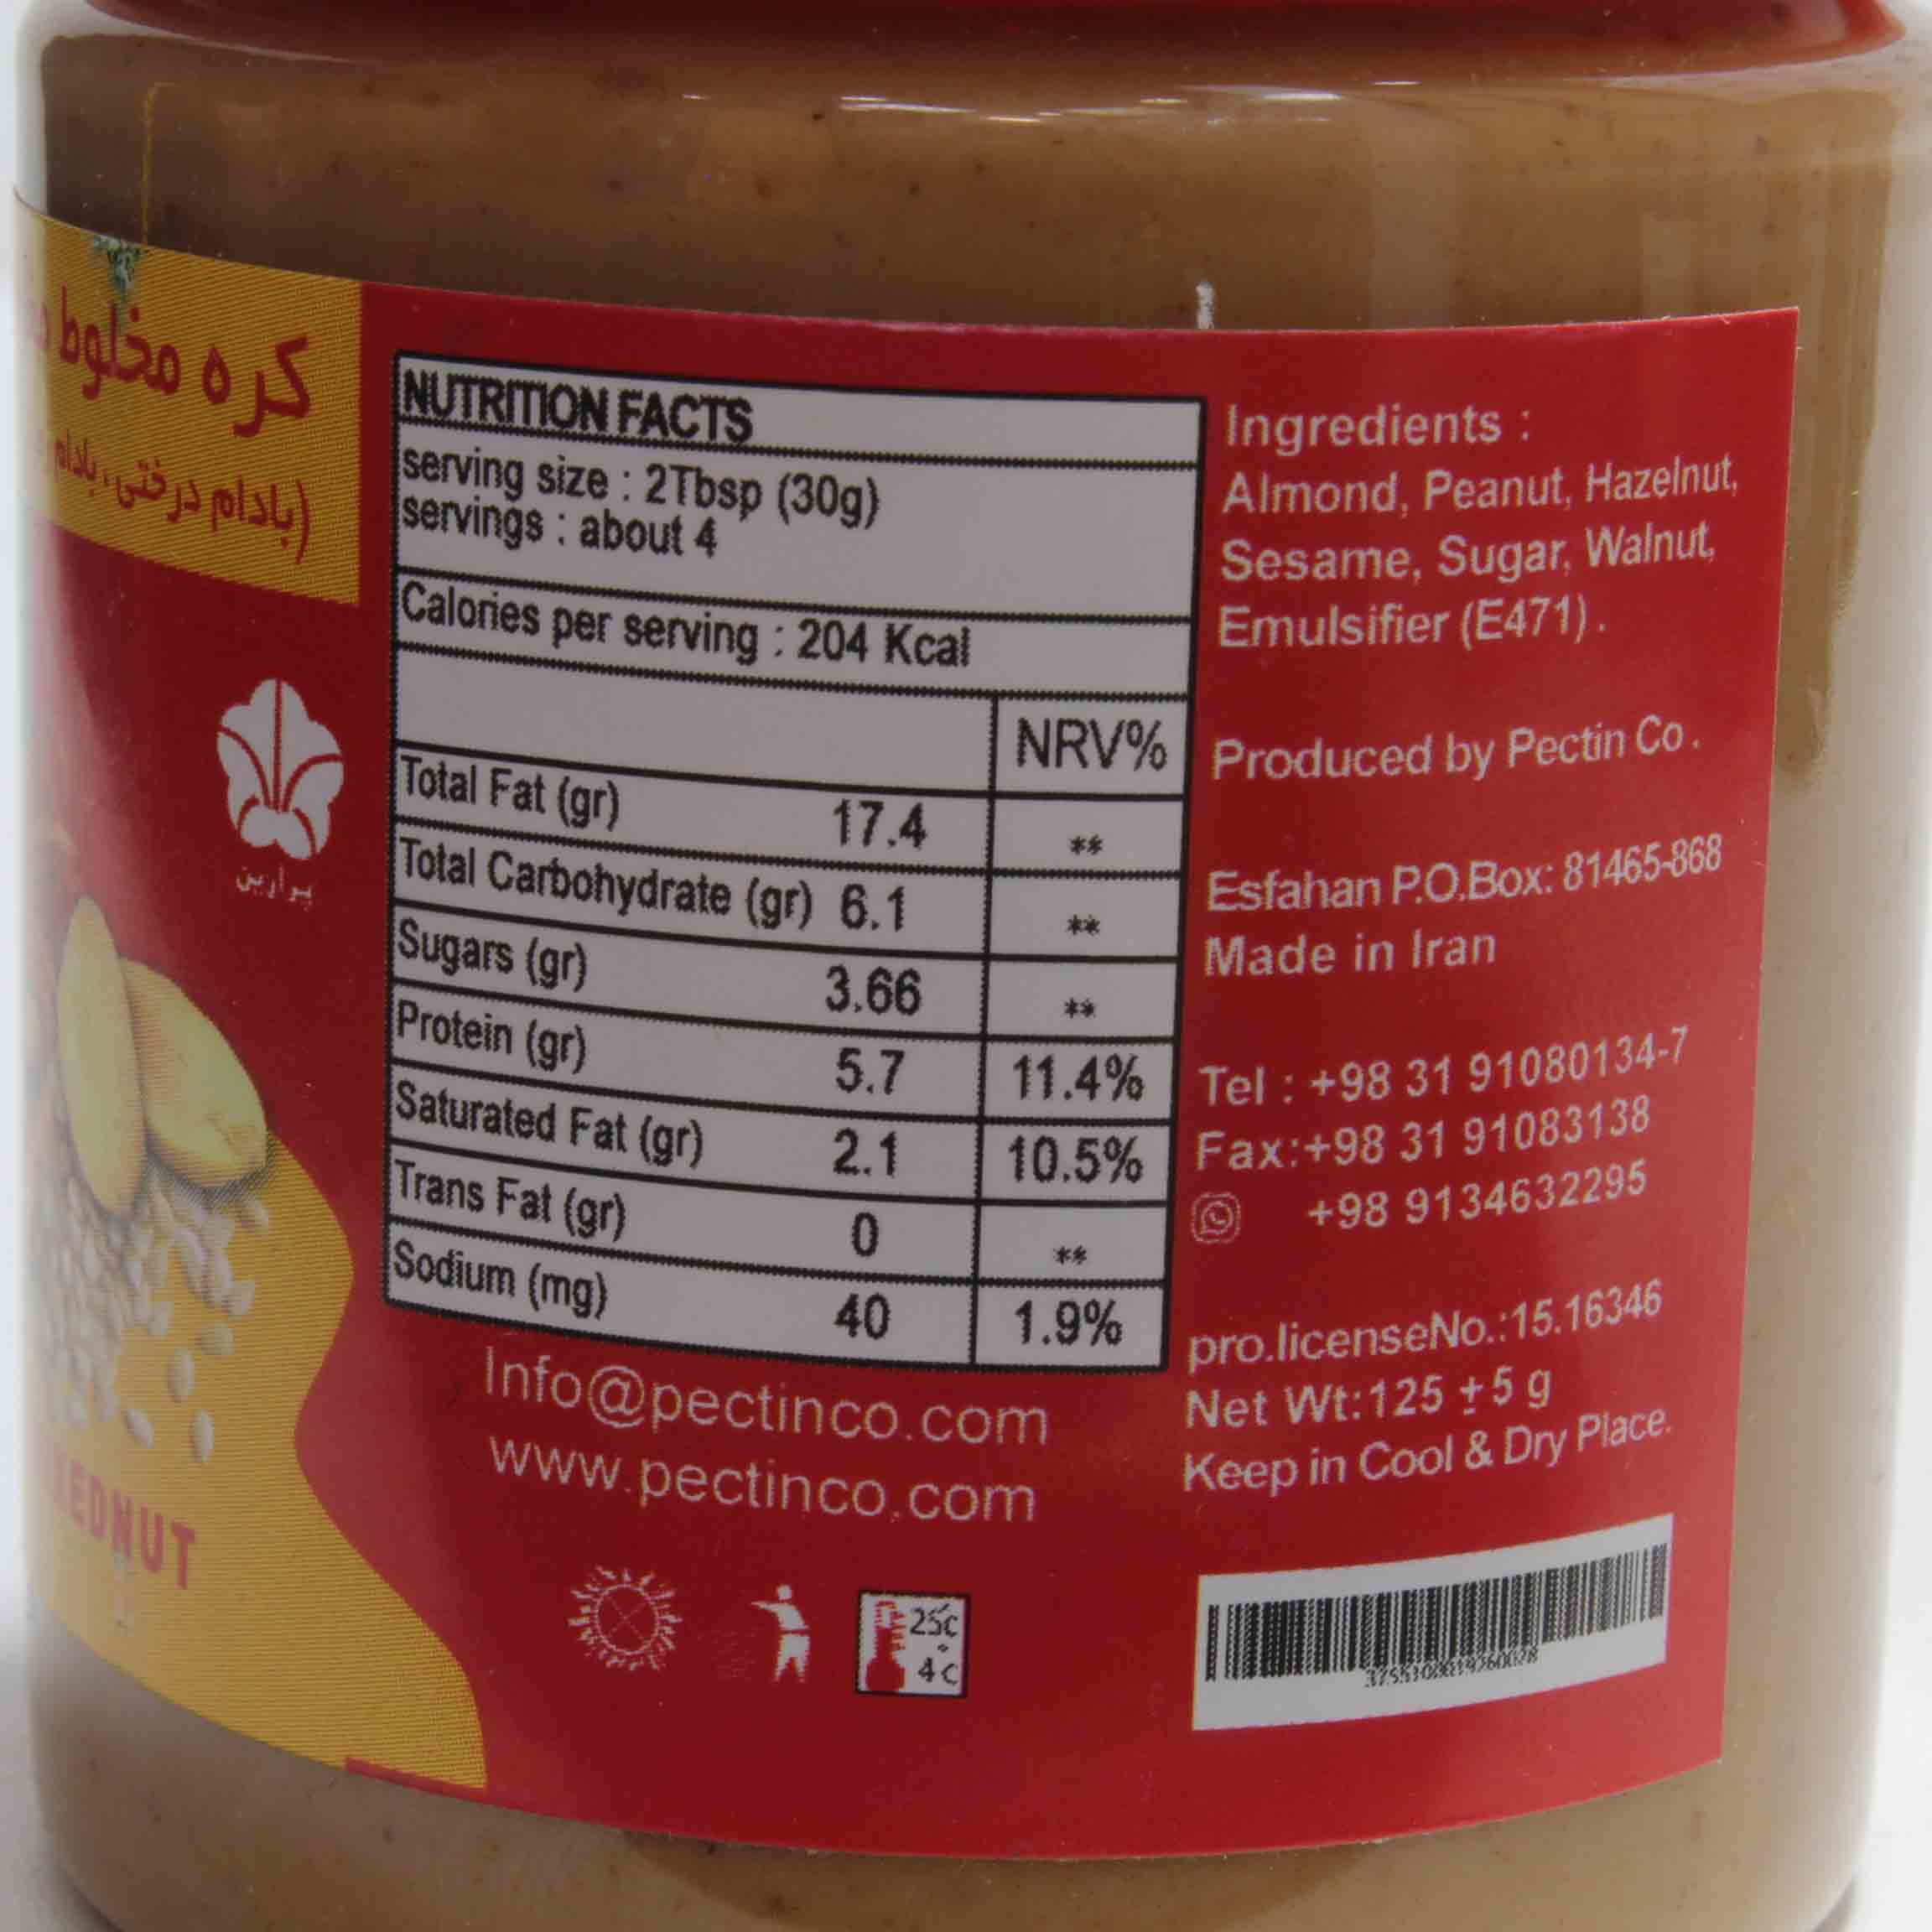 کره مخلوط
(بادام درختی، بادام
برارین
EDNUT
NUTRITION FACTS
serving size : 2Tbsp (30g)
servings : about 4
Calories per serving : 204 Kcal
NRV%
Total Fat (gr) 17.4 **
Total Carbohydrate (gr) 6.1 **
Sugars (gr) 3.66 **
Protein (gr) 5.7 11.4%
Saturated Fat (gr) 2.1 10.5%
Trans Fat (gr) 0 **
Sodium (mg) 40 1.9%
Info@pectinco.com
www.pectinco.com
25c
4c
Ingredients :
Almond, Peanut, Hazelnut,
Sesame, Sugar, Walnut,
Emulsifier (E471).
Produced by Pectin Co.
Esfahan P.O.Box: 81465-868
Made in Iran
Tel : +98 31 91080134-7
Fax:+98 31 91083138
+98 9134632295
pro.licenseNo.:15.16346
Net Wt:125 ±5 g
Keep in Cool & Dry Place.